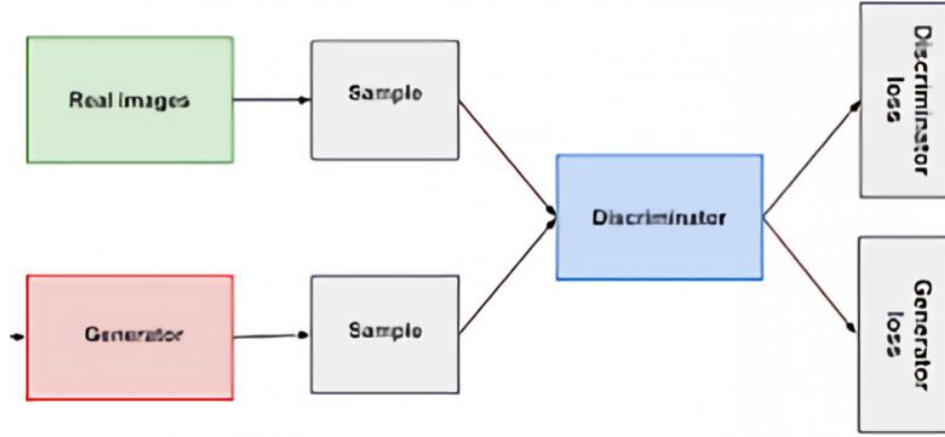 Real Images
Sample
Discriminator
loss
Discriminator
Generator
Sample
Generator
loss